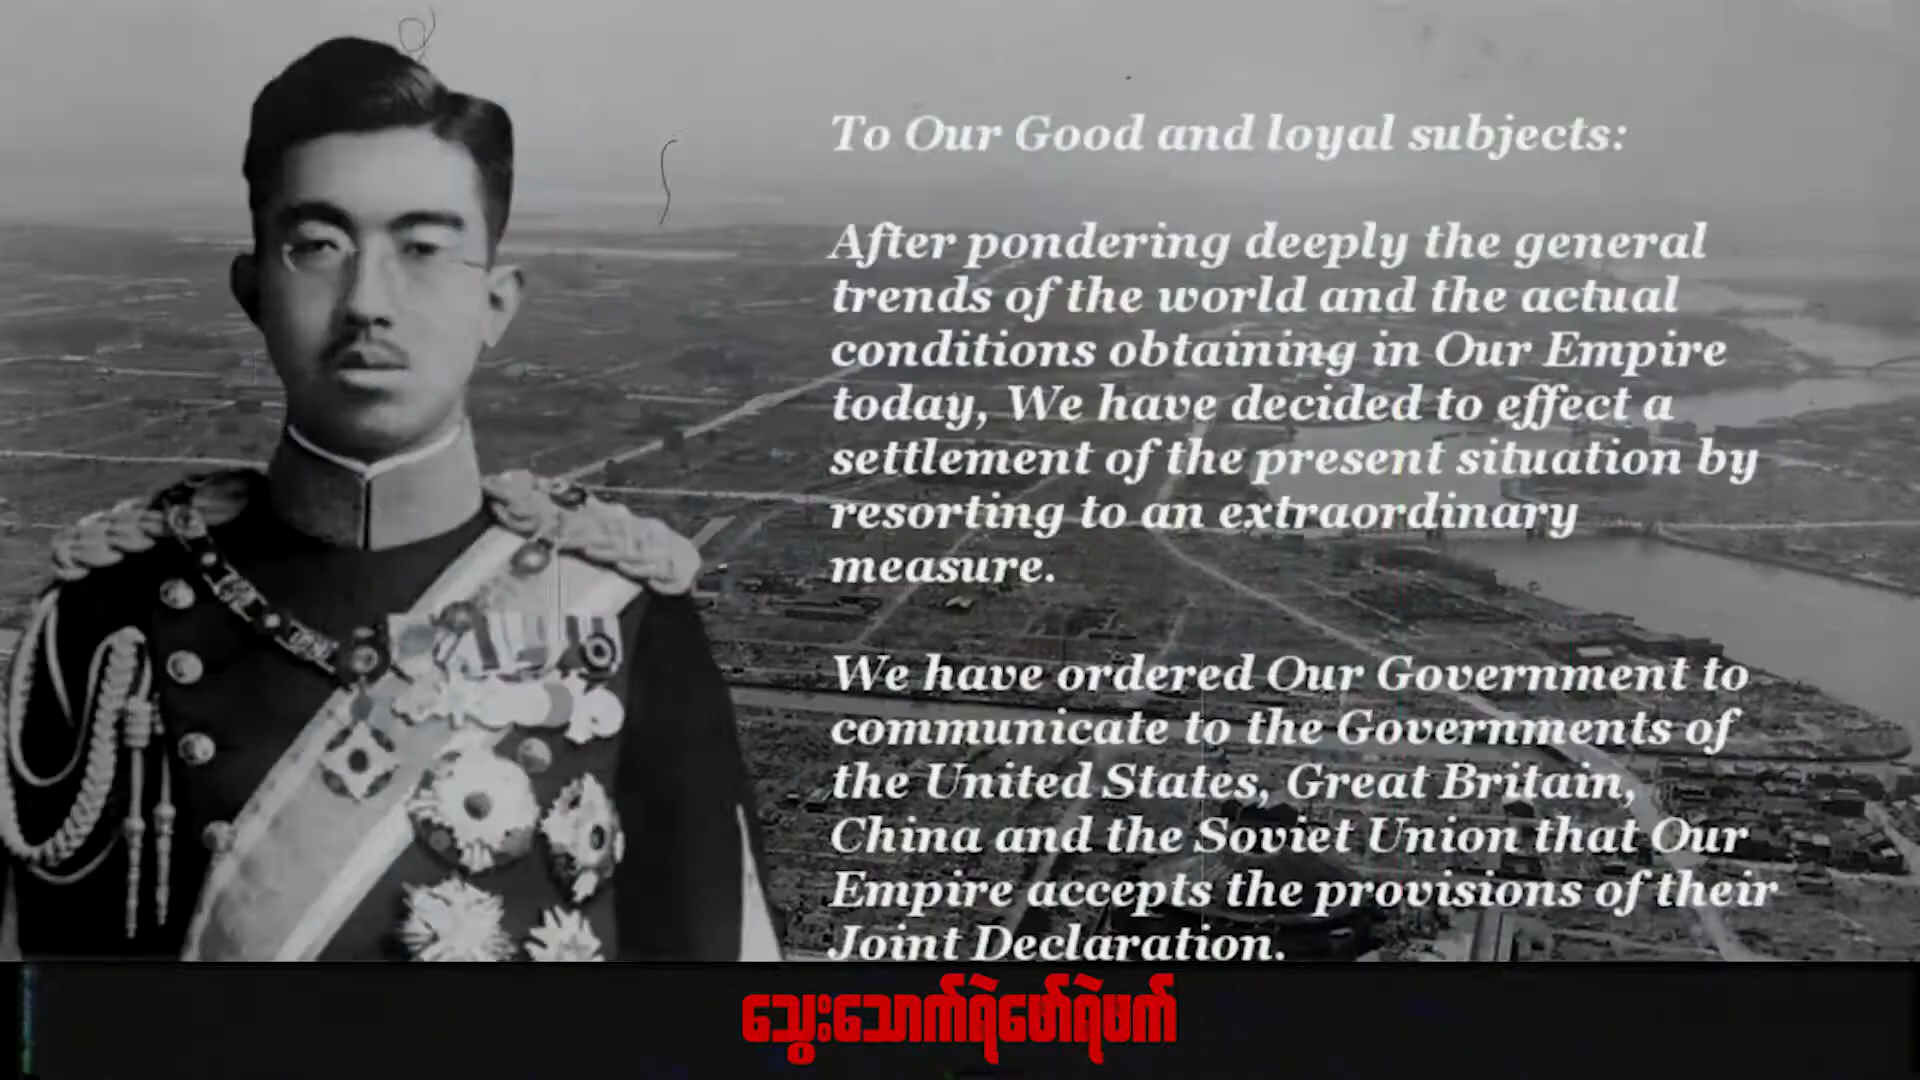 To Our Good and loyal subjects:
After pondering deeply the general
trends of the world and the actual
conditions obtaining in Our Empire
today, We have decided to effect a
settlement of the present situation by
resorting to an extraordinary
measure.
We have ordered Our Government to
communicate to the Governments of
the United States, Great Britain,
China and the Soviet Union that Our
Empire accepts the provisions of their
Joint Declaration.
သွေးသောက်ရဲဖော်ရဲဖက်